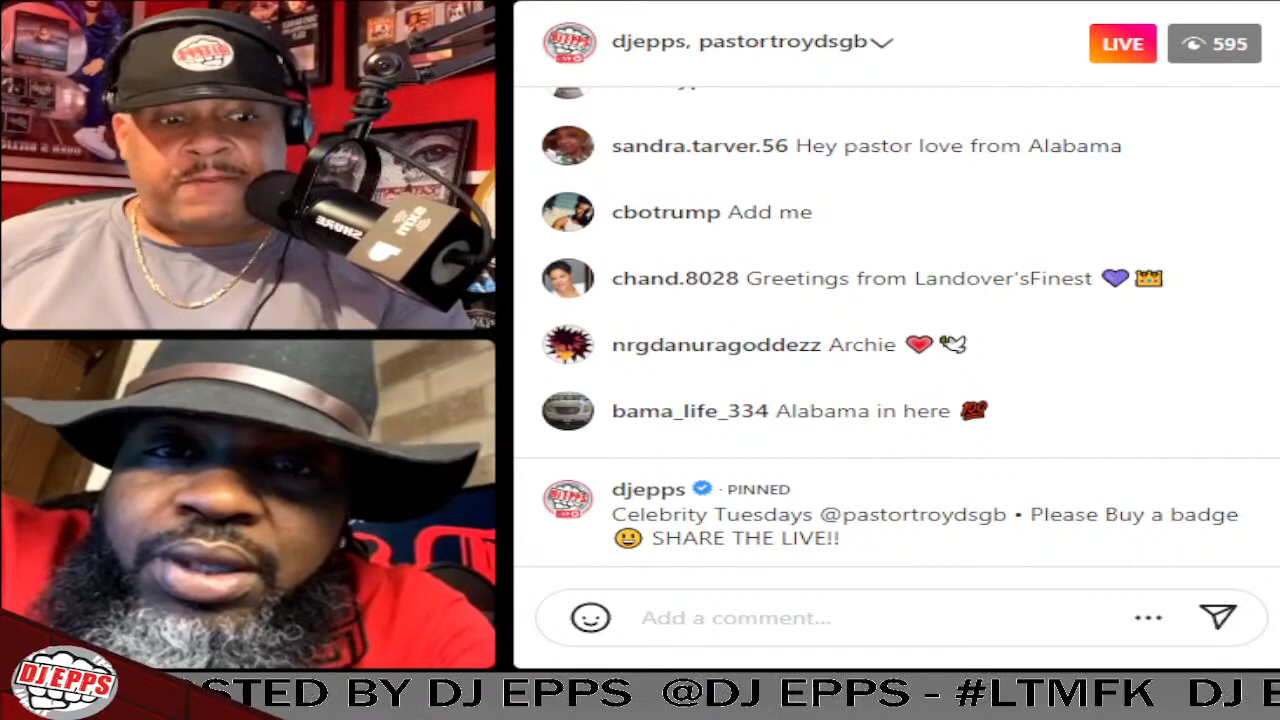 djepps, pastortroydsgb
LIVE
595
sandra.tarver.56 Hey pastor love from Alabama
cbotrump Add me
chand.8028 Greetings from Landover'sFinest 💜 👑
nrgdanuragoddezz Archie ❤️ 🕊️
bama_life_334 Alabama in here 💯
djepps · PINNED
Celebrity Tuesdays @pastortroydsgb • Please Buy a badge
😀 SHARE THE LIVE!!
Add a comment...
SHURE
sxm
DJ EPPS
STED BY DJ EPPS @DJ EPPS - #LTMFK DJ E